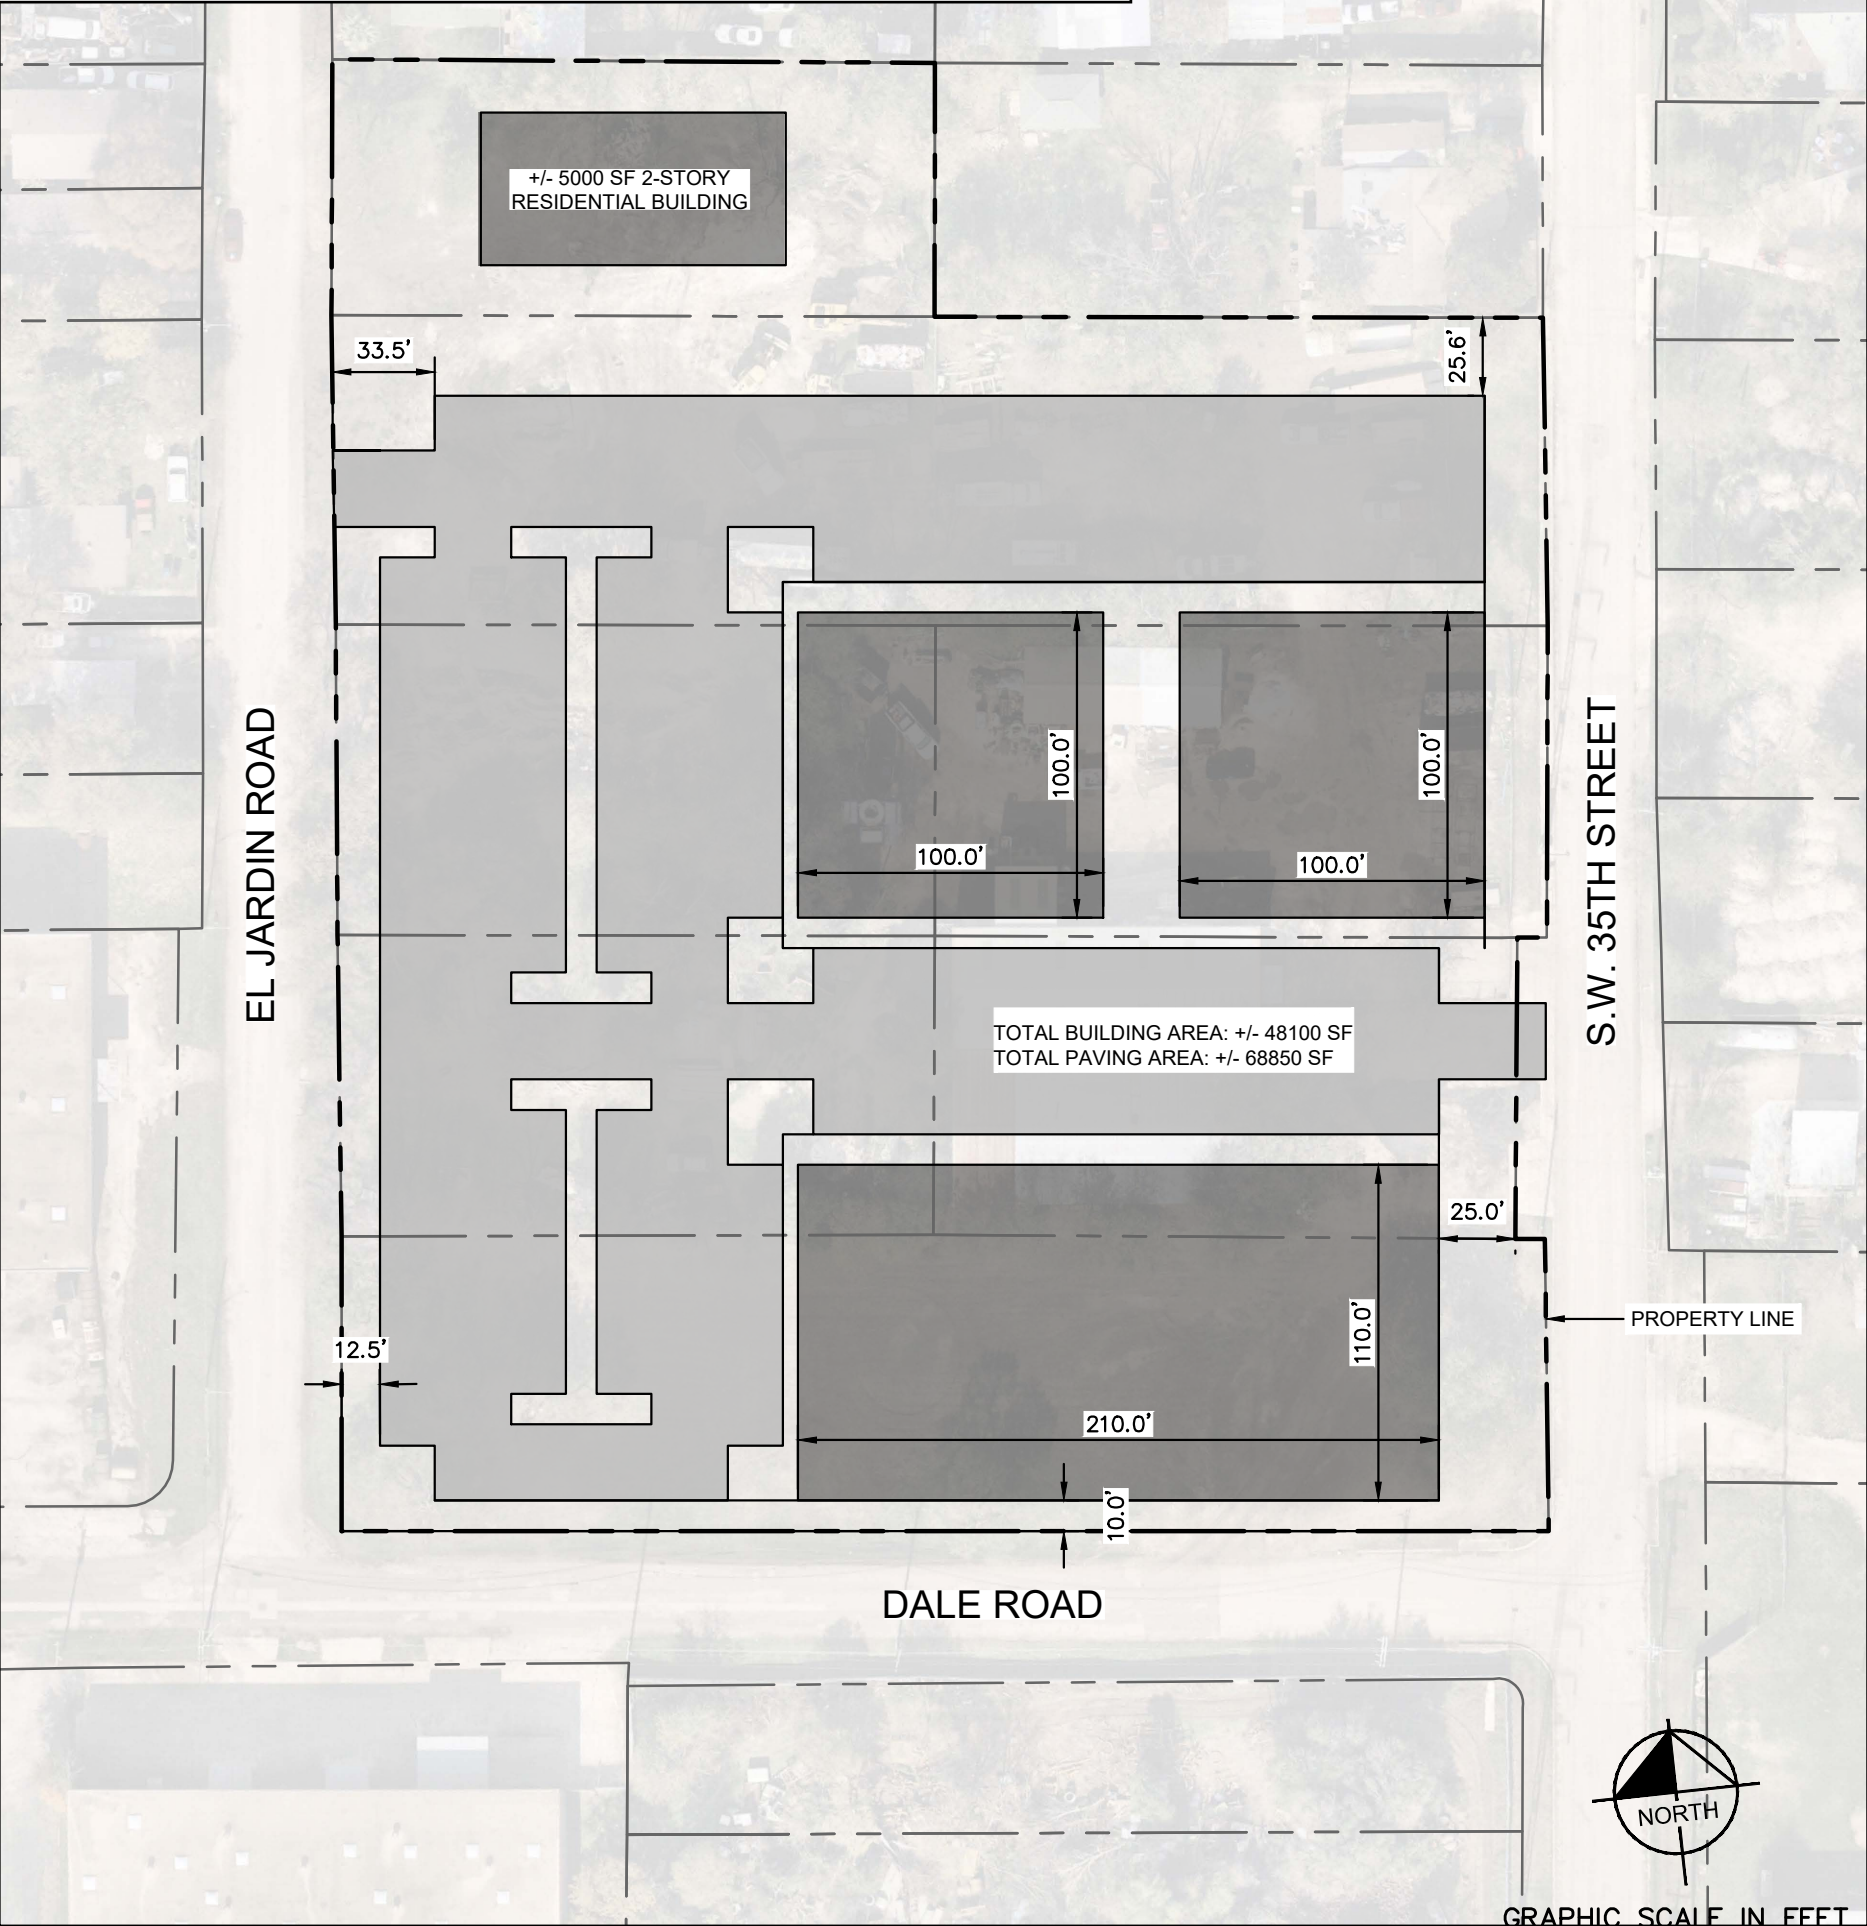 +/- 5000 SF 2-STORY
RESIDENTIAL BUILDING
33.5'
25.6'
EL JARDIN ROAD
100.0'
100.0'
100.0'
100.0'
S.W. 35TH STREET
TOTAL BUILDING AREA: +/- 48100 SF
TOTAL PAVING AREA: +/- 68850 SF
25.0'
PROPERTY LINE
12.5'
110.0'
210.0'
10.0'
DALE ROAD
NORTH
GRAPHIC SCALE IN FEET